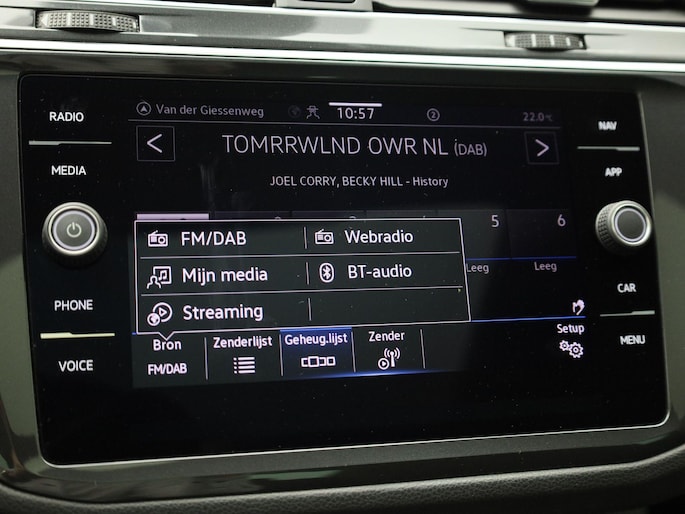 RADIO
MEDIA
PHONE
VOICE
Van der Giessenweg
10:57
2
22.0°C
TOMRRWLND OWR NL (DAB)
JOEL CORRY, BECKY HILL - History
5
6
Leeg
Leeg
FM/DAB
Webradio
Mijn media
BT-audio
Streaming
Bron
FM/DAB
Zenderlijst
Geheug.lijst
Zender
Setup
NAV
APP
CAR
MENU